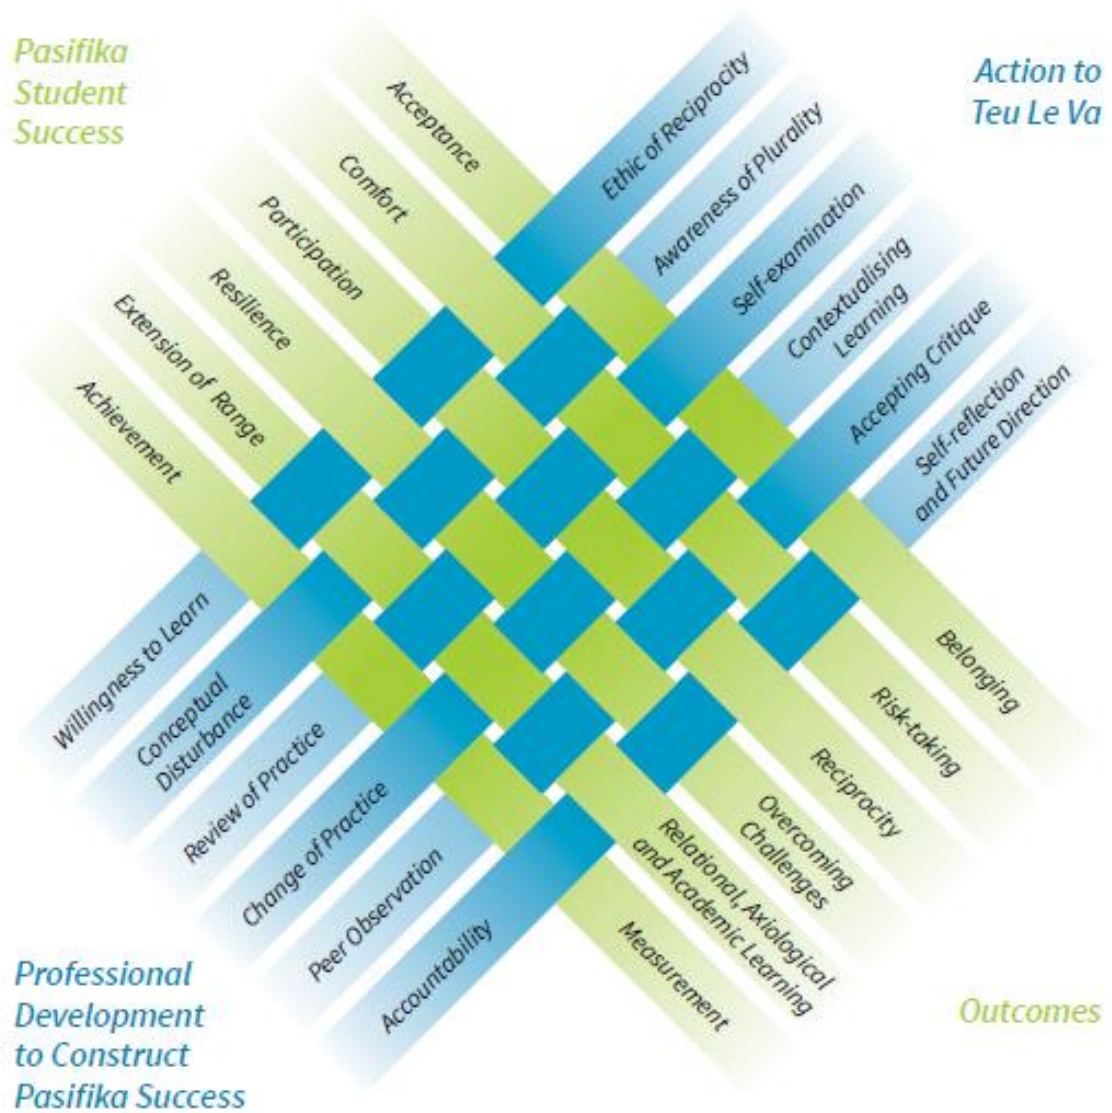 Pasifika
Student
Success
Action to
Teu Le Va
Acceptance
Comfort
Participation
Resilience
Extension of Range
Achievement
Ethic of Reciprocity
Awareness of Plurality
Self-examination
Contextualising
Learning
Accepting Critique
Self-reflection
and Future Direction
Willingness to Learn
Conceptual
Disturbance
Review of Practice
Change of Practice
Peer Observation
Accountability
Belonging
Risk-taking
Reciprocity
Overcoming
Challenges
Relational, Axiological
and Academic Learning
Measurement
Professional
Development
to Construct
Pasifika Success
Outcomes